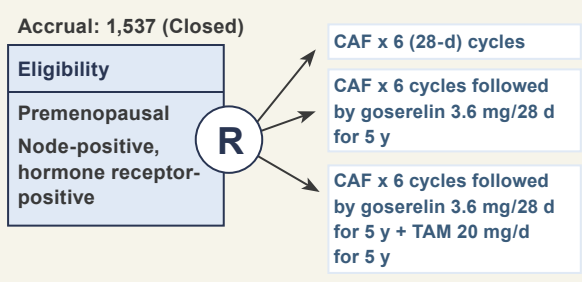 Accrual: 1,537 (Closed)
Eligibility
Premenopausal
Node-positive,
hormone receptor-
positive
R
CAF x 6 (28-d) cycles
CAF x 6 cycles followed
by goserelin 3.6 mg/28 d
for 5 y
CAF x 6 cycles followed
by goserelin 3.6 mg/28 d
for 5 y + TAM 20 mg/d
for 5 y